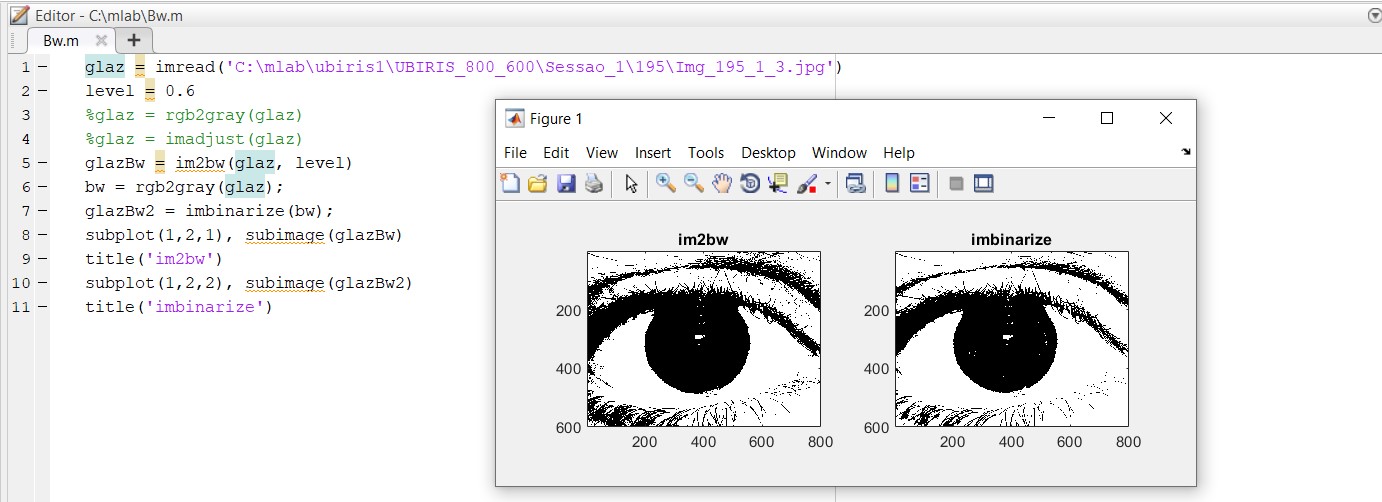 Editor - C:\mlab\Bw.m
Bw.m
1 – glaz = imread('C:\mlab\ubiris1\UBIRIS_800_600\Sessao_1\195\Img_195_1_3.jpg')
2 – level = 0.6
3 %glaz = rgb2gray(glaz)
4 %glaz = imadjust(glaz)
5 – glazBw = im2bw(glaz, level)
6 – bw = rgb2gray(glaz);
7 – glazBw2 = imbinarize(bw);
8 – subplot(1,2,1), subimage(glazBw)
9 – title('im2bw')
10 – subplot(1,2,2), subimage(glazBw2)
11 – title('imbinarize')
Figure 1
File Edit View Insert Tools Desktop Window Help
im2bw
200
400
600
200 400 600 800
imbinarize
200
400
600
200 400 600 800